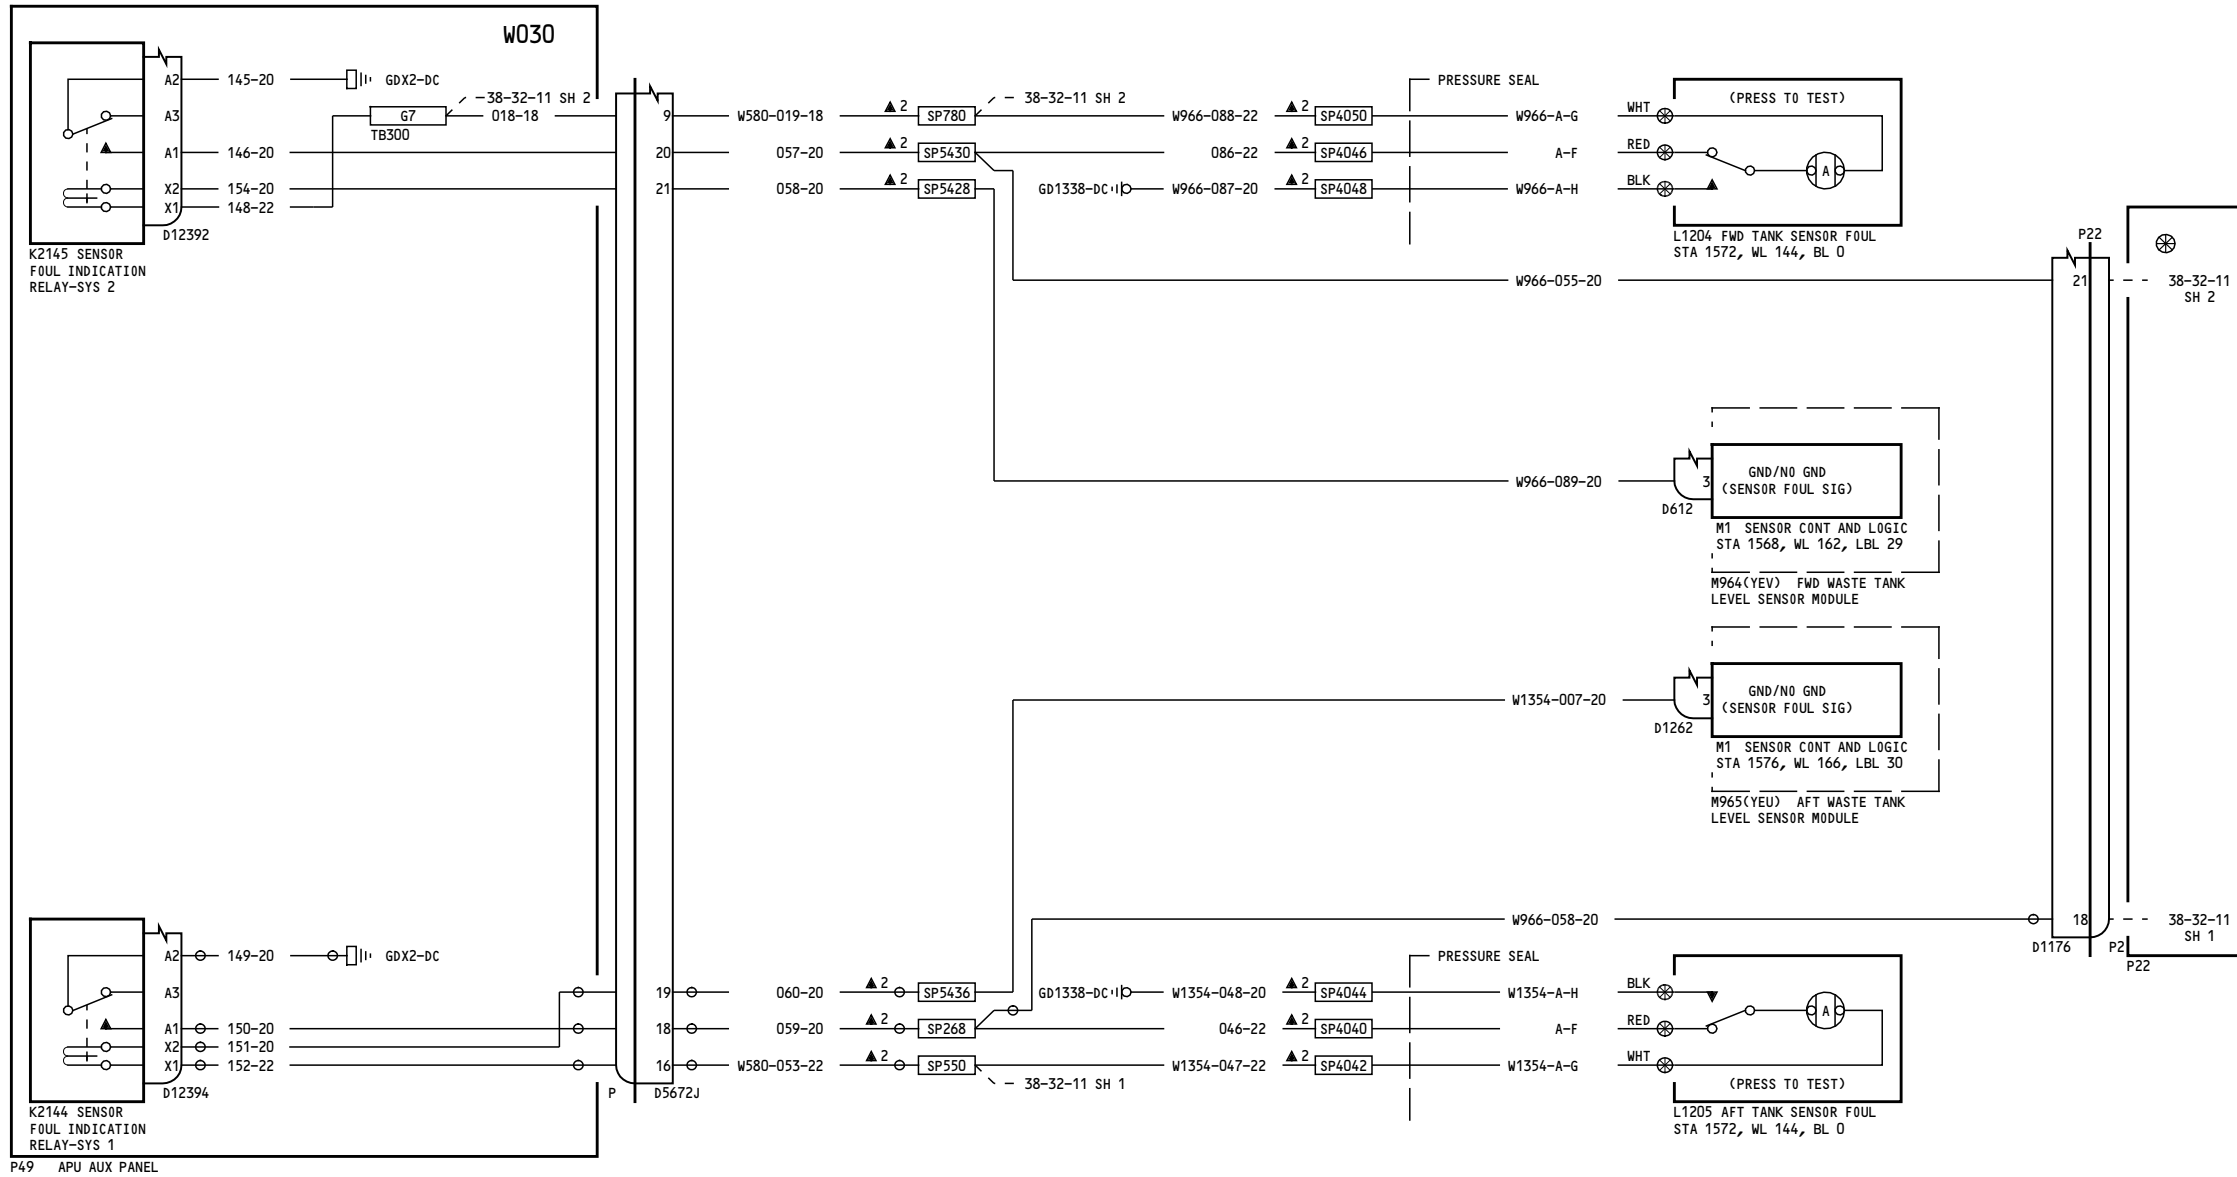 W030
A2 145-20 GDX2-DC
38-32-11 SH 2
A3 G7 018-18
TB300
A1 146-20
X2 154-20
X1 148-22
D12392
K2145 SENSOR
FOUL INDICATION
RELAY-SYS 2
9 W580-019-18 2 SP780
38-32-11 SH 2
W966-088-22 2 SP4050
PRESSURE SEAL
W966-A-G WHT
20 057-20 2 SP5430 086-22 2 SP4046 A-F RED
21 058-20 2 SP5428 GD1338-DC W966-087-20 2 SP4048 W966-A-H BLK
(PRESS TO TEST)
A
L1204 FWD TANK SENSOR FOUL
STA 1572, WL 144, BL 0
P22
W966-055-20 21 38-32-11
SH 2
W966-089-20 3
D612
GND/NO GND
(SENSOR FOUL SIG)
M1 SENSOR CONT AND LOGIC
STA 1568, WL 162, LBL 29
M964(YEV) FWD WASTE TANK
LEVEL SENSOR MODULE
W1354-007-20 3
D1262
GND/NO GND
(SENSOR FOUL SIG)
M1 SENSOR CONT AND LOGIC
STA 1576, WL 166, LBL 30
M965(YEU) AFT WASTE TANK
LEVEL SENSOR MODULE
W966-058-20 18 38-32-11
SH 1
D1176 P2
P22
A2 149-20 GDX2-DC
A3
A1 150-20
X2 151-20
X1 152-22
D12394
K2144 SENSOR
FOUL INDICATION
RELAY-SYS 1
P49 APU AUX PANEL
PRESSURE SEAL
19 060-20 2 SP5436 GD1338-DC W1354-048-20 2 SP4044 W1354-A-H BLK
18 059-20 2 SP268 046-22 2 SP4040 A-F RED
16 W580-053-22 2 SP550 W1354-047-22 2 SP4042 W1354-A-G WHT
38-32-11 SH 1
P D5672J
A
(PRESS TO TEST)
L1205 AFT TANK SENSOR FOUL
STA 1572, WL 144, BL 0